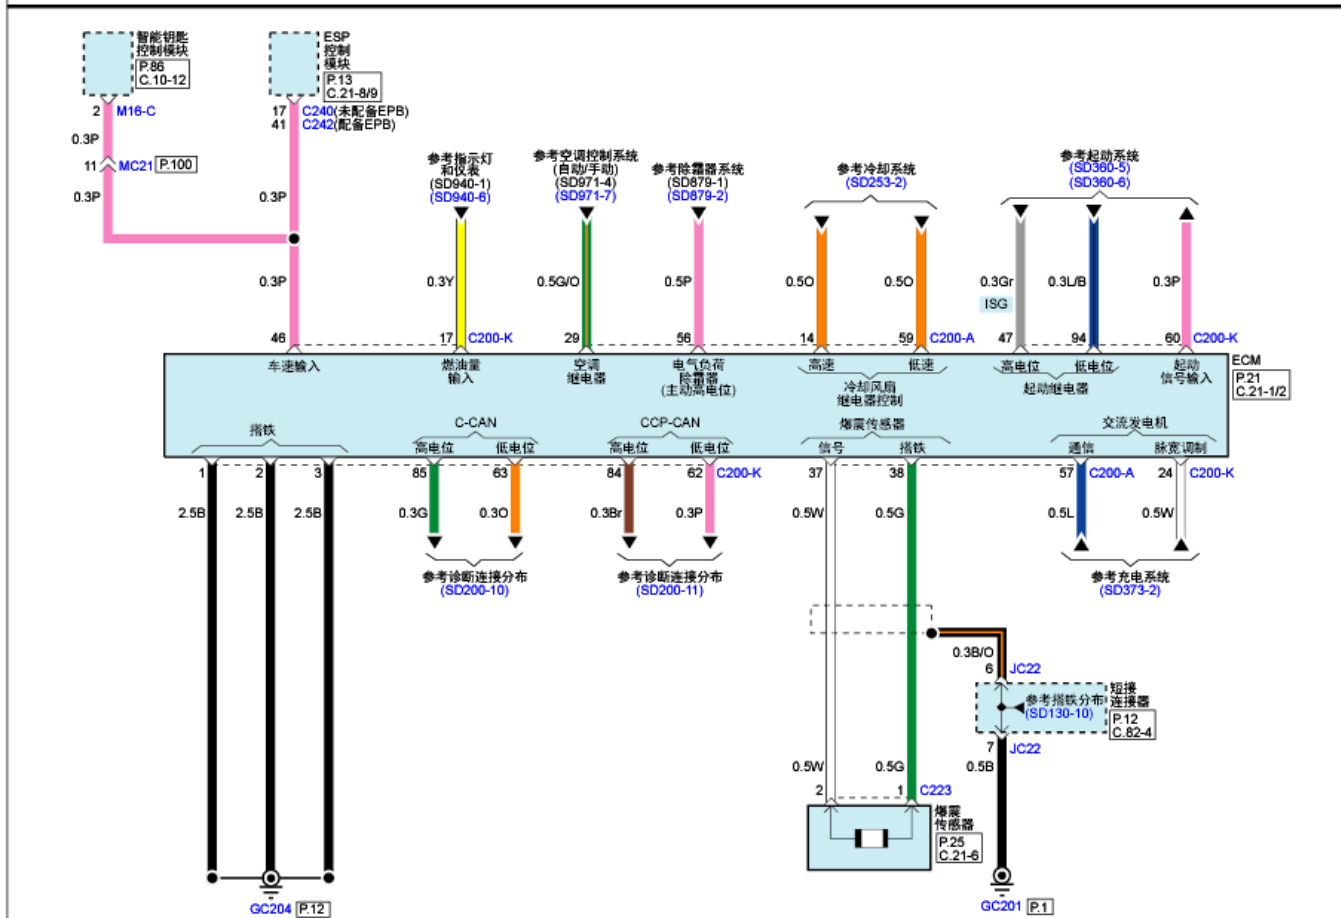 智能钥匙
控制模块
P.86
C.10-12
ESP
控制
模块
P.13
C.21-8/9
2 M16-C
17 C240(未配备EPB)
41 C242(配备EPB)
0.3P
11 MC21 P.100
0.3P
0.3P
参考指示灯
和仪表
(SD940-1)
(SD940-6)
参考空调控制系统
(自动/手动)
(SD971-4)
(SD971-7)
参考除霜器系统
(SD879-1)
(SD879-2)
参考冷却系统
(SD253-2)
参考起动系统
(SD360-5)
(SD360-6)
0.3P
0.3Y
0.5G/O
0.5P
0.5O
0.5O
0.3Gr
0.3L/B
0.3P
ISG
46
17 C200-K
29
56
14
59 C200-A
47
94
60 C200-K
车速输入
燃油量
输入
空调
继电器
电气负荷
除霜器
(主动高电位)
高速
低速
冷却风扇
继电器控制
高电位
低电位
起动继电器
起动
信号输入
ECM
P.21
C.21-1/2
搭铁
C-CAN
高电位
低电位
CCP-CAN
高电位
低电位
爆震传感器
信号
搭铁
交流发电机
通信
脉宽调制
1
2
3
85
63
84
62 C200-K
37
38
57 C200-A
24 C200-K
2.5B
2.5B
2.5B
0.3G
0.3O
0.3Br
0.3P
0.5W
0.5G
0.5L
0.5W
参考诊断连接分布
(SD200-10)
参考诊断连接分布
(SD200-11)
参考充电系统
(SD373-2)
0.3B/O
6 JC22
参考搭铁分布
(SD130-10)
短接
连接器
P.12
C.82-4
7 JC22
0.5W
0.5G
0.5B
2
1 C223
爆震
传感器
P.25
C.21-6
GC204 P.12
GC201 P.1